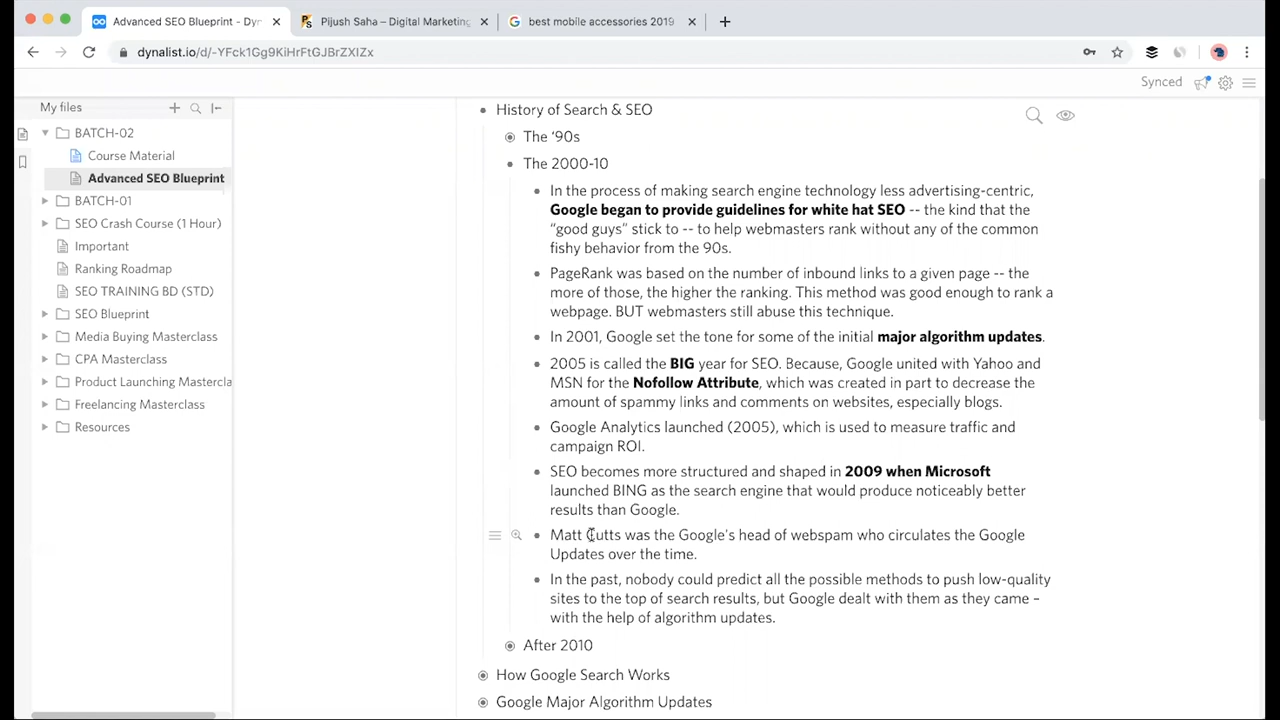 Advanced SEO Blueprint - Dyn
Pijush Saha – Digital Marketing
best mobile accessories 2019
dynalist.io/d/-YFck1Gg9KiHrFtGJBrZXIZx
Synced
My files
BATCH-02
Course Material
Advanced SEO Blueprint
BATCH-01
SEO Crash Course (1 Hour)
Important
Ranking Roadmap
SEO TRAINING BD (STD)
SEO Blueprint
Media Buying Masterclass
CPA Masterclass
Product Launching Mastercla
Freelancing Masterclass
Resources
History of Search & SEO
The ‘90s
The 2000-10
In the process of making search engine technology less advertising-centric,
Google began to provide guidelines for white hat SEO -- the kind that the
“good guys” stick to -- to help webmasters rank without any of the common
fishy behavior from the 90s.
PageRank was based on the number of inbound links to a given page -- the
more of those, the higher the ranking. This method was good enough to rank a
webpage. BUT webmasters still abuse this technique.
In 2001, Google set the tone for some of the initial major algorithm updates.
2005 is called the BIG year for SEO. Because, Google united with Yahoo and
MSN for the Nofollow Attribute, which was created in part to decrease the
amount of spammy links and comments on websites, especially blogs.
Google Analytics launched (2005), which is used to measure traffic and
campaign ROI.
SEO becomes more structured and shaped in 2009 when Microsoft
launched BING as the search engine that would produce noticeably better
results than Google.
Matt Cutts was the Google's head of webspam who circulates the Google
Updates over the time.
In the past, nobody could predict all the possible methods to push low-quality
sites to the top of search results, but Google dealt with them as they came –
with the help of algorithm updates.
After 2010
How Google Search Works
Google Major Algorithm Updates